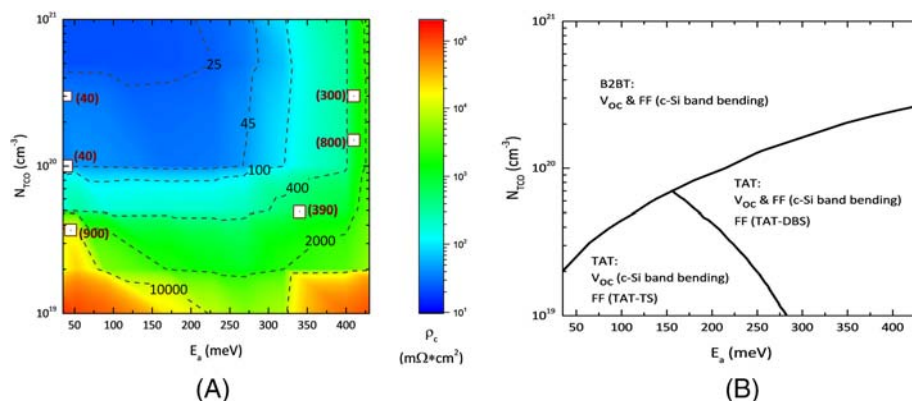 10²¹
10²⁰
10¹⁹
N_TCO (cm⁻³)
25
(40)
(300)
45
(800)
(40)
100
400
(390)
(900)
2000
10000
50 100 150 200 250 300 350 400
E_a (meV)
10⁵
10⁴
10³
10²
10¹
ρ_c
(mΩ*cm²)
(A)
10²¹
10²⁰
10¹⁹
N_TCO (cm⁻³)
B2BT:
V_OC & FF (c-Si band bending)
TAT:
V_OC & FF (c-Si band bending)
FF (TAT-DBS)
TAT:
V_OC (c-Si band bending)
FF (TAT-TS)
50 100 150 200 250 300 350 400
E_a (meV)
(B)